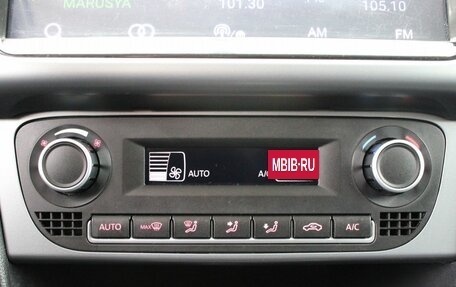 MARUSYA 101.30 105.10
AM FM
AUTO A/C MBIB·RU
AUTO MAX A/C